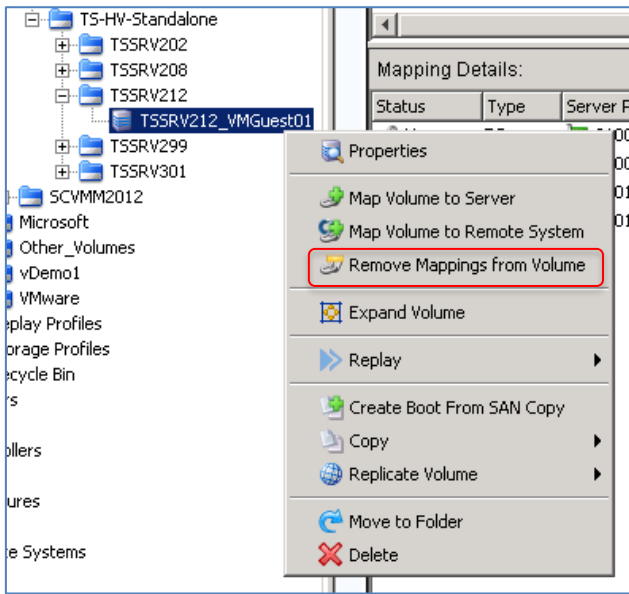 TS-HV-Standalone
TSSRV202
TSSRV208
TSSRV212
TSSRV212_VMGuest01
TSSRV299
TSSRV301
SCVMM2012
Microsoft
Other_Volumes
vDemo1
VMware
eplay Profiles
orage Profiles
ecycle Bin
rs
ollers
ures
te Systems
Mapping Details:
Status Type Server P
Properties
Map Volume to Server
Map Volume to Remote System
Remove Mappings from Volume
Expand Volume
Replay
Create Boot From SAN Copy
Copy
Replicate Volume
Move to Folder
Delete